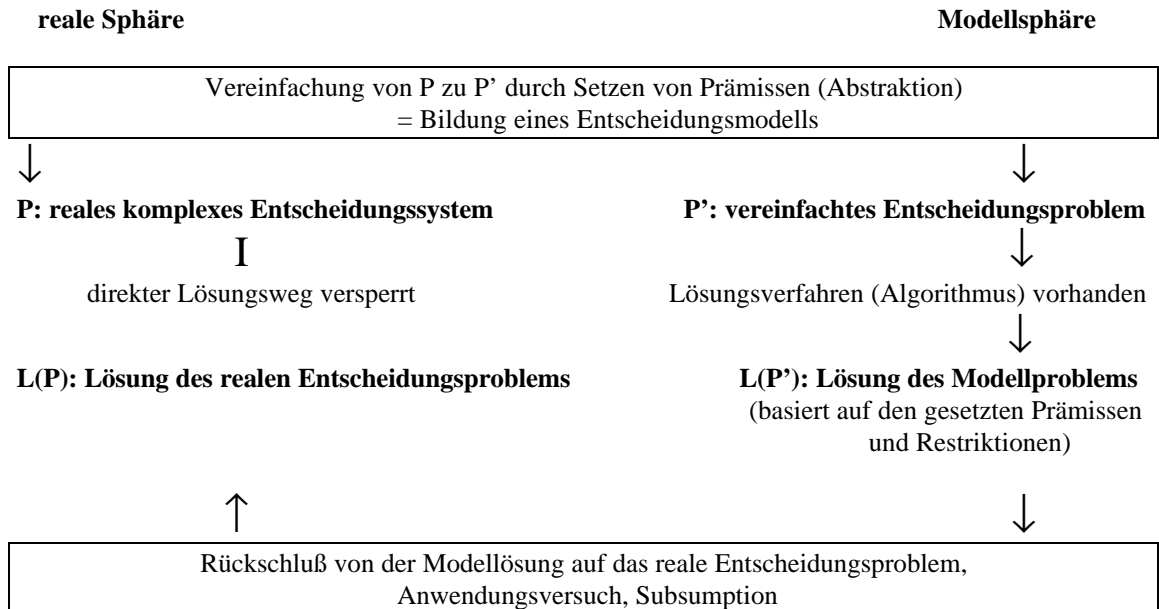 reale Sphäre Modellsphäre
Vereinfachung von P zu P’ durch Setzen von Prämissen (Abstraktion)
= Bildung eines Entscheidungsmodells
P: reales komplexes Entscheidungssystem P’: vereinfachtes Entscheidungsproblem
I
direkter Lösungsweg versperrt Lösungsverfahren (Algorithmus) vorhanden
L(P): Lösung des realen Entscheidungsproblems L(P’): Lösung des Modellproblems
(basiert auf den gesetzten Prämissen
und Restriktionen)
Rückschluß von der Modellösung auf das reale Entscheidungsproblem,
Anwendungsversuch, Subsumption